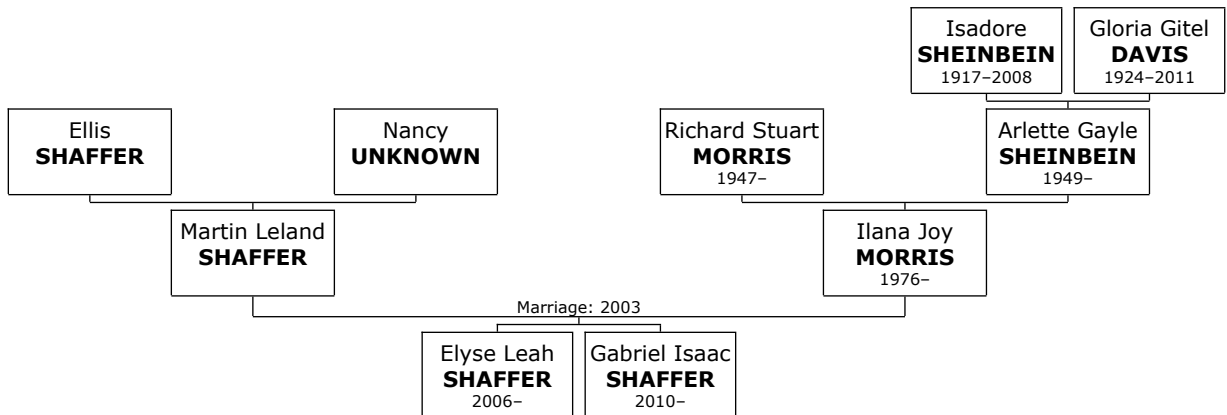 Isadore
SHEINBEIN
1917–2008
Gloria Gitel
DAVIS
1924–2011
Ellis
SHAFFER
Nancy
UNKNOWN
Richard Stuart
MORRIS
1947–
Arlette Gayle
SHEINBEIN
1949–
Martin Leland
SHAFFER
Ilana Joy
MORRIS
1976–
Marriage: 2003
Elyse Leah
SHAFFER
2006–
Gabriel Isaac
SHAFFER
2010–